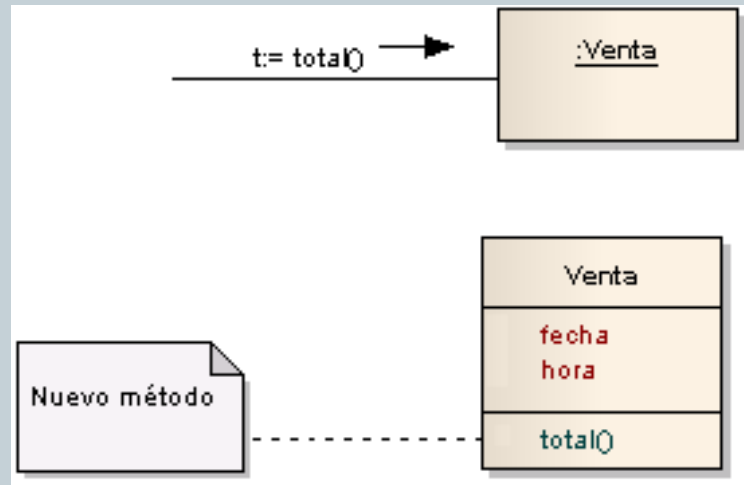 t:= total()
:Venta
Venta
fecha
hora
Nuevo método
total()